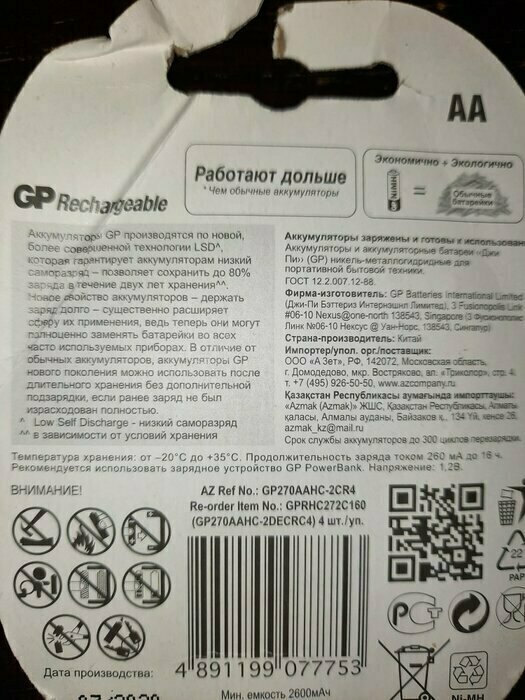 AA
GP Rechargeable
Работают дольше
* Чем обычные аккумуляторы
Экономично + Экологично
=
Обычные
батарейки
Аккумуляторы GP производятся по новой,
более совершенной технологии LSD^,
которая гарантирует аккумуляторам низкий
саморазряд – позволяет сохранить до 80%
заряда в течение двух лет хранения^^.
Новое свойство аккумуляторов – держать
заряд долго – существенно расширяет
сферу их применения, ведь теперь они могут
полноценно заменять батарейки во всех
часто используемых приборах. В отличие от
обычных аккумуляторов, аккумуляторы GP
нового поколения можно использовать после
длительного хранения без дополнительной
подзарядки, если ранее заряд не был
израсходован полностью.
^ Low Self Discharge - низкий саморазряд
^^ в зависимости от условий хранения
Аккумуляторы заряжены и готовы к использован
Аккумуляторы и аккумуляторные батареи «Джи
Пи» (GP) никель-металлогидридные для
портативной бытовой техники.
ГОСТ 12.2.007.12-88.
Фирма-изготовитель: GP Batteries International Limited
(Джи-Пи Бэттериз Интернэшнл Лимитед), 3 Fusionopolis Link
#06-10 Nexus@one-north 138543, Singapore (3 Фусионополис
Линк №06-10 Нексус @ Уан-Норс, 138543, Сингапур)
Страна-производитель: Китай
Импортер/упол. орг./поставщик:
ООО «А Зет», РФ, 142072, Московская область,
г. Домодедово, мкр. Востряково, вл. «Триколор», стр. 4.
т. +7 (495) 926-50-50, www.azcompany.ru
Қазақстан Республикасы аумағында импорттаушы:
«Azmak (Azmak)» ЖШС, Қазақстан Республикасы, Алматы
қаласы, Алмалы ауданы, Байзаков к., 134 Үй, кеңсе 26.
azmak_kz@mail.ru
Срок службы аккумуляторов до 300 циклов перезарядки.
Температура хранения: от –20°С до +35°С. Продолжительность заряда током 260 мА до 16 ч.
Рекомендуется использовать зарядное устройство GP PowerBank. Напряжение: 1,2В.
ВНИМАНИЕ!
AZ Ref No.: GP270AAHC-2CR4
Re-order Item No.: GPRHC272C160
(GP270AAHC-2DECRC4) 4 шт./уп.
22
PAP
4 891199 077753
Дата производства:
Мин. емкость 2600мАч
Ni-MH